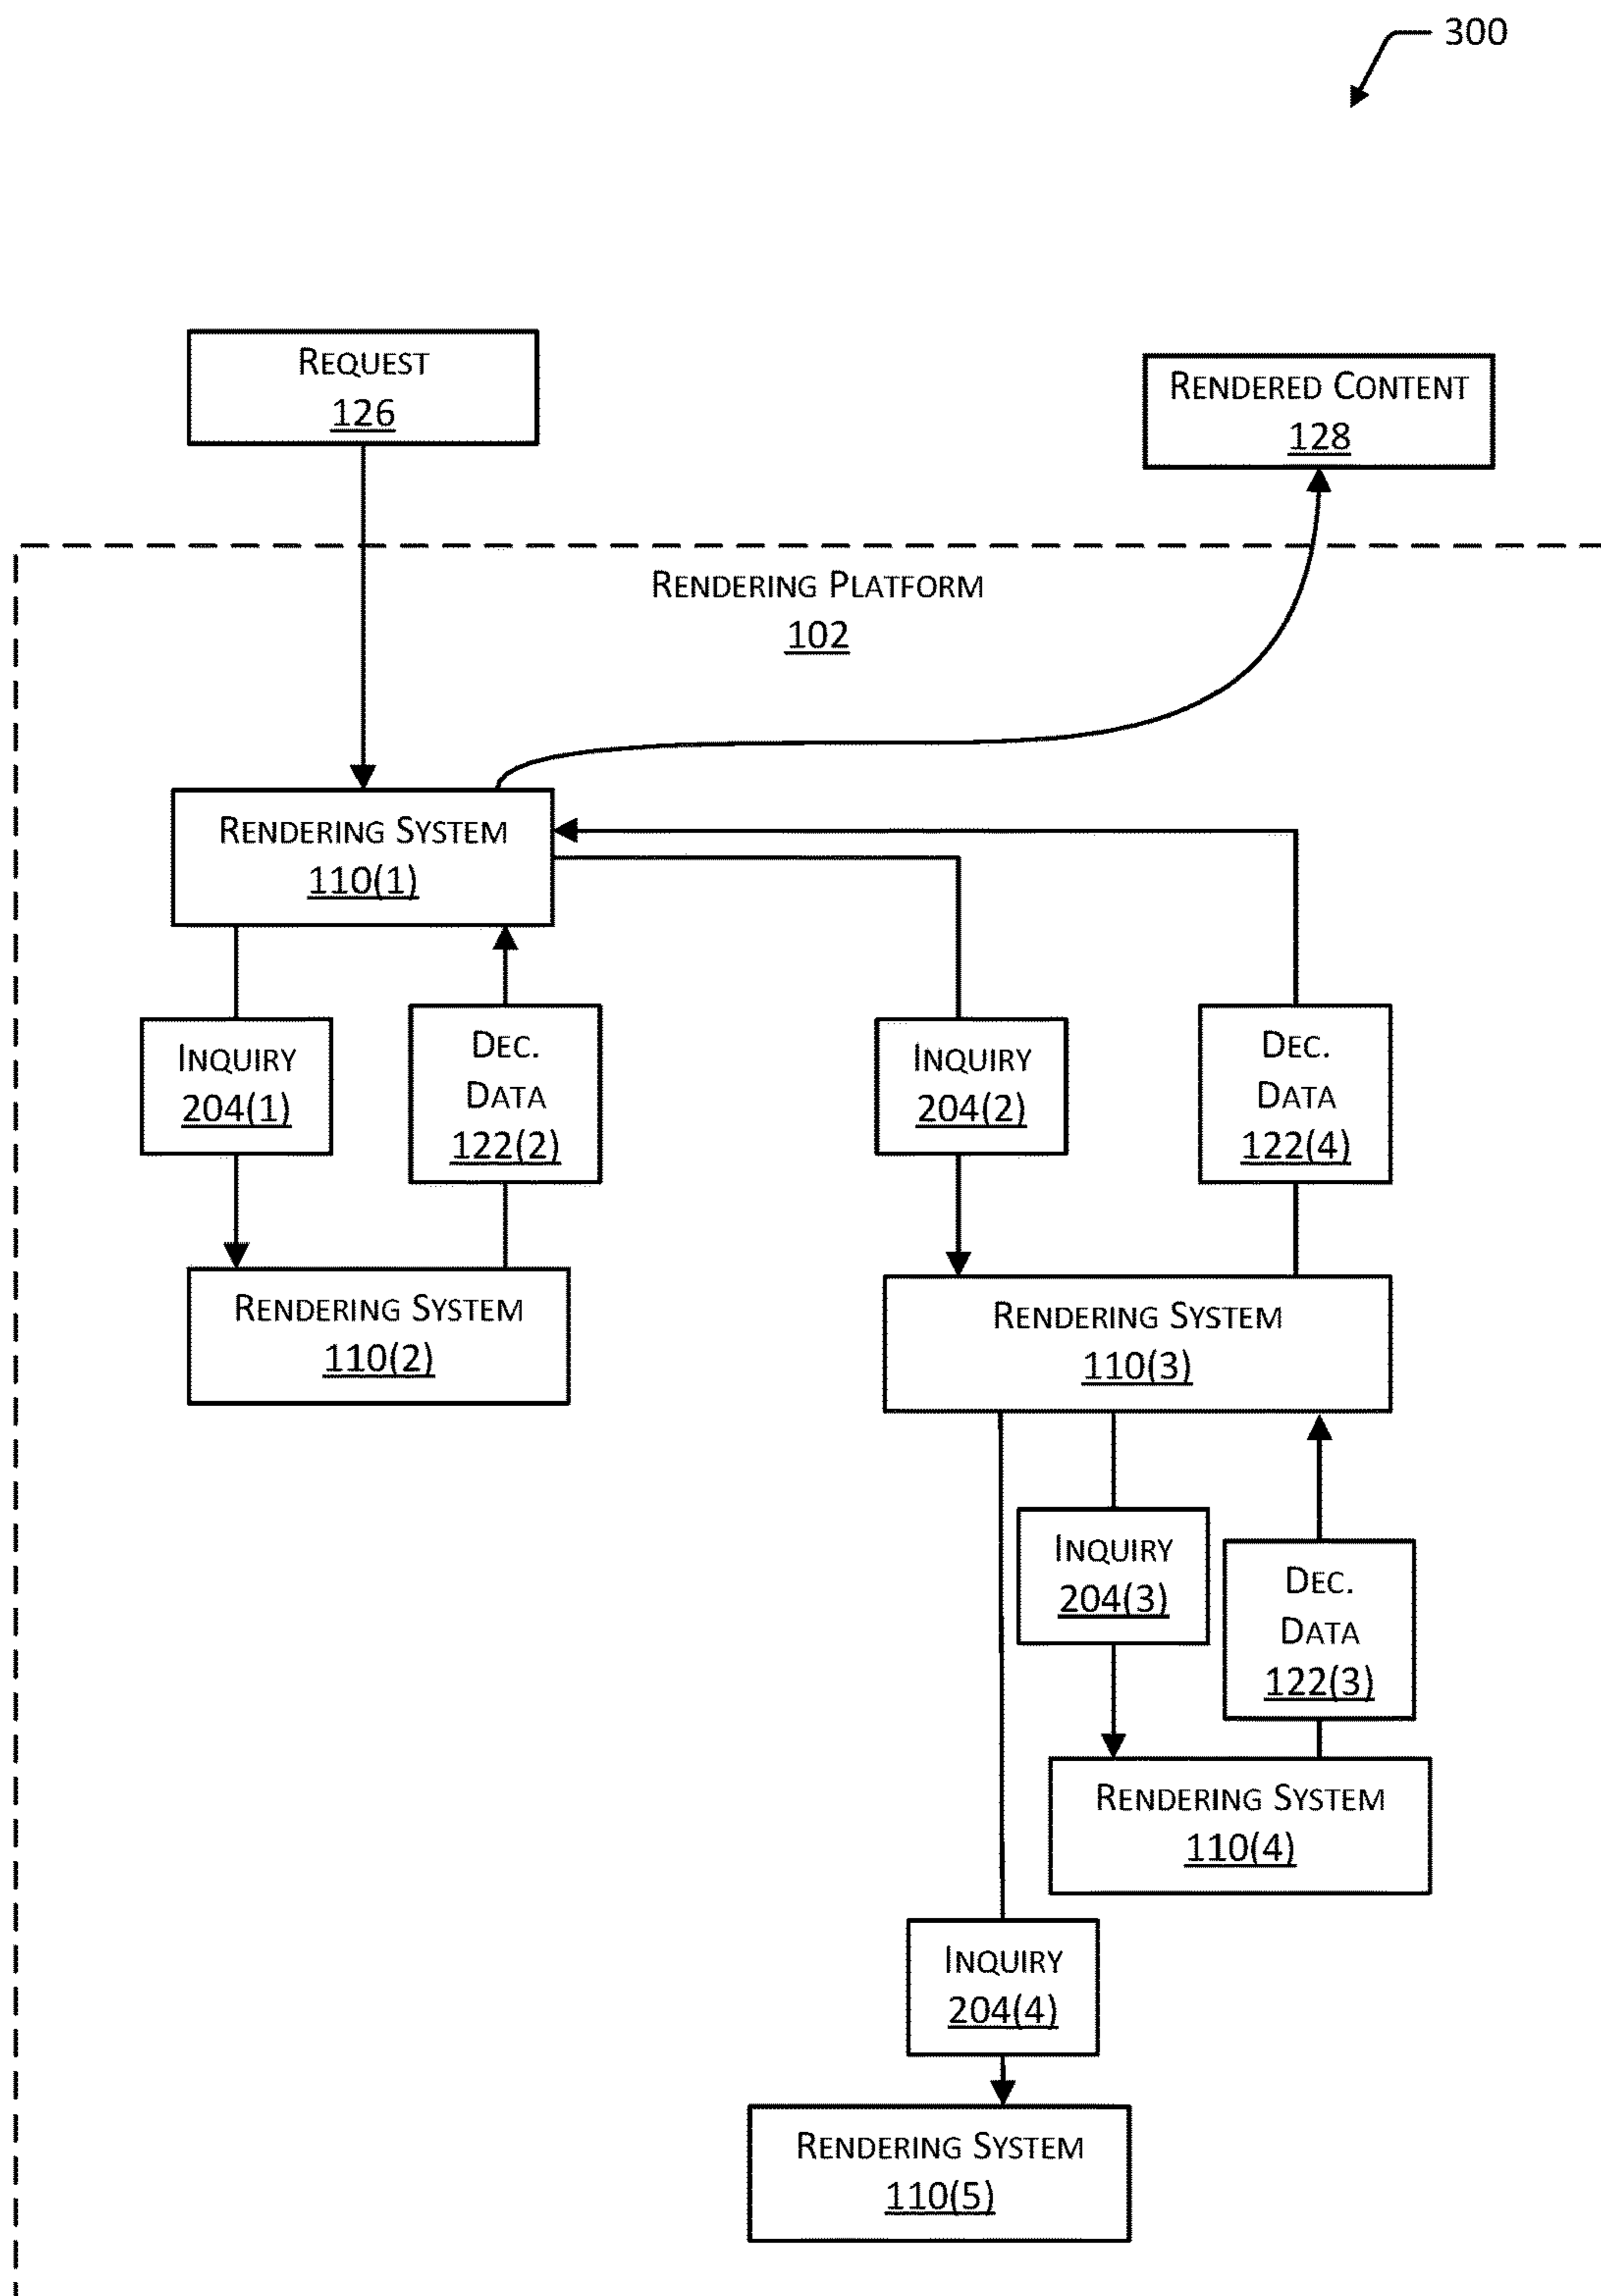 300
REQUEST
126
RENDERED CONTENT
128
RENDERING PLATFORM
102
RENDERING SYSTEM
110(1)
INQUIRY
204(1)
DEC.
DATA
122(2)
INQUIRY
204(2)
DEC.
DATA
122(4)
RENDERING SYSTEM
110(2)
RENDERING SYSTEM
110(3)
INQUIRY
204(3)
DEC.
DATA
122(3)
RENDERING SYSTEM
110(4)
INQUIRY
204(4)
RENDERING SYSTEM
110(5)